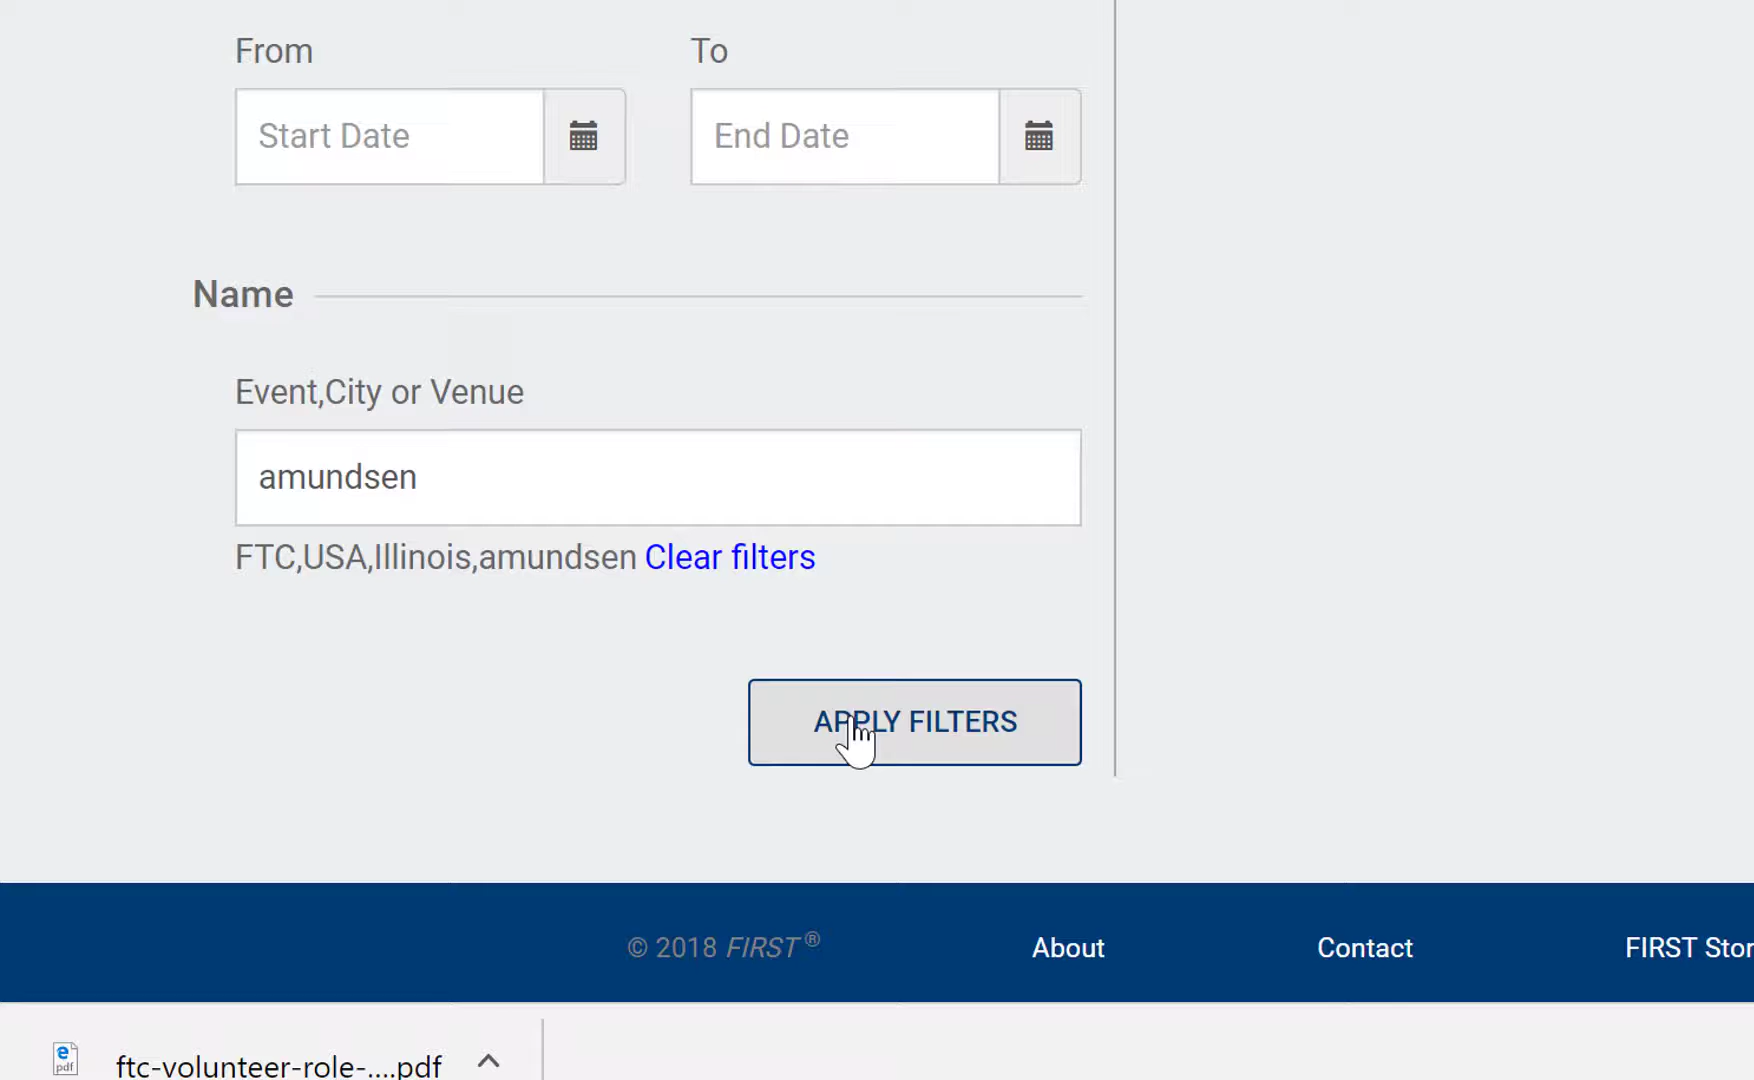 From To
Start Date End Date
Name
Event,City or Venue
amundsen
FTC,USA,Illinois,amundsen Clear filters
APPLY FILTERS
© 2018 FIRST ® About Contact FIRST Stor
ftc-volunteer-role-....pdf